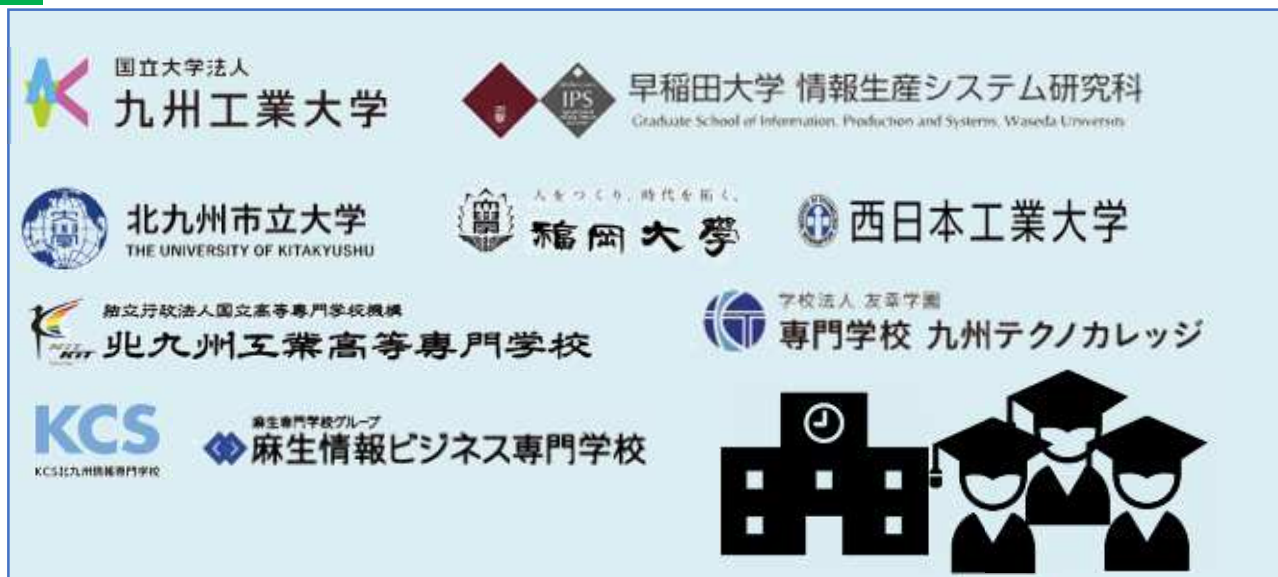 国立大学法人
九州工業大学
IPS
早稲田大学 情報生産システム研究科
Graduate School of Information, Production and Systems, Waseda University
北九州市立大学
THE UNIVERSITY OF KITAKYUSHU
人をつくり、時代を拓く。
福岡大學
西日本工業大学
独立行政法人国立高等専門学校機構
北九州工業高等専門学校
学校法人 友幸学園
専門学校 九州テクノカレッジ
KCS
KCS北九州情報専門学校
麻生専門学校グループ
麻生情報ビジネス専門学校